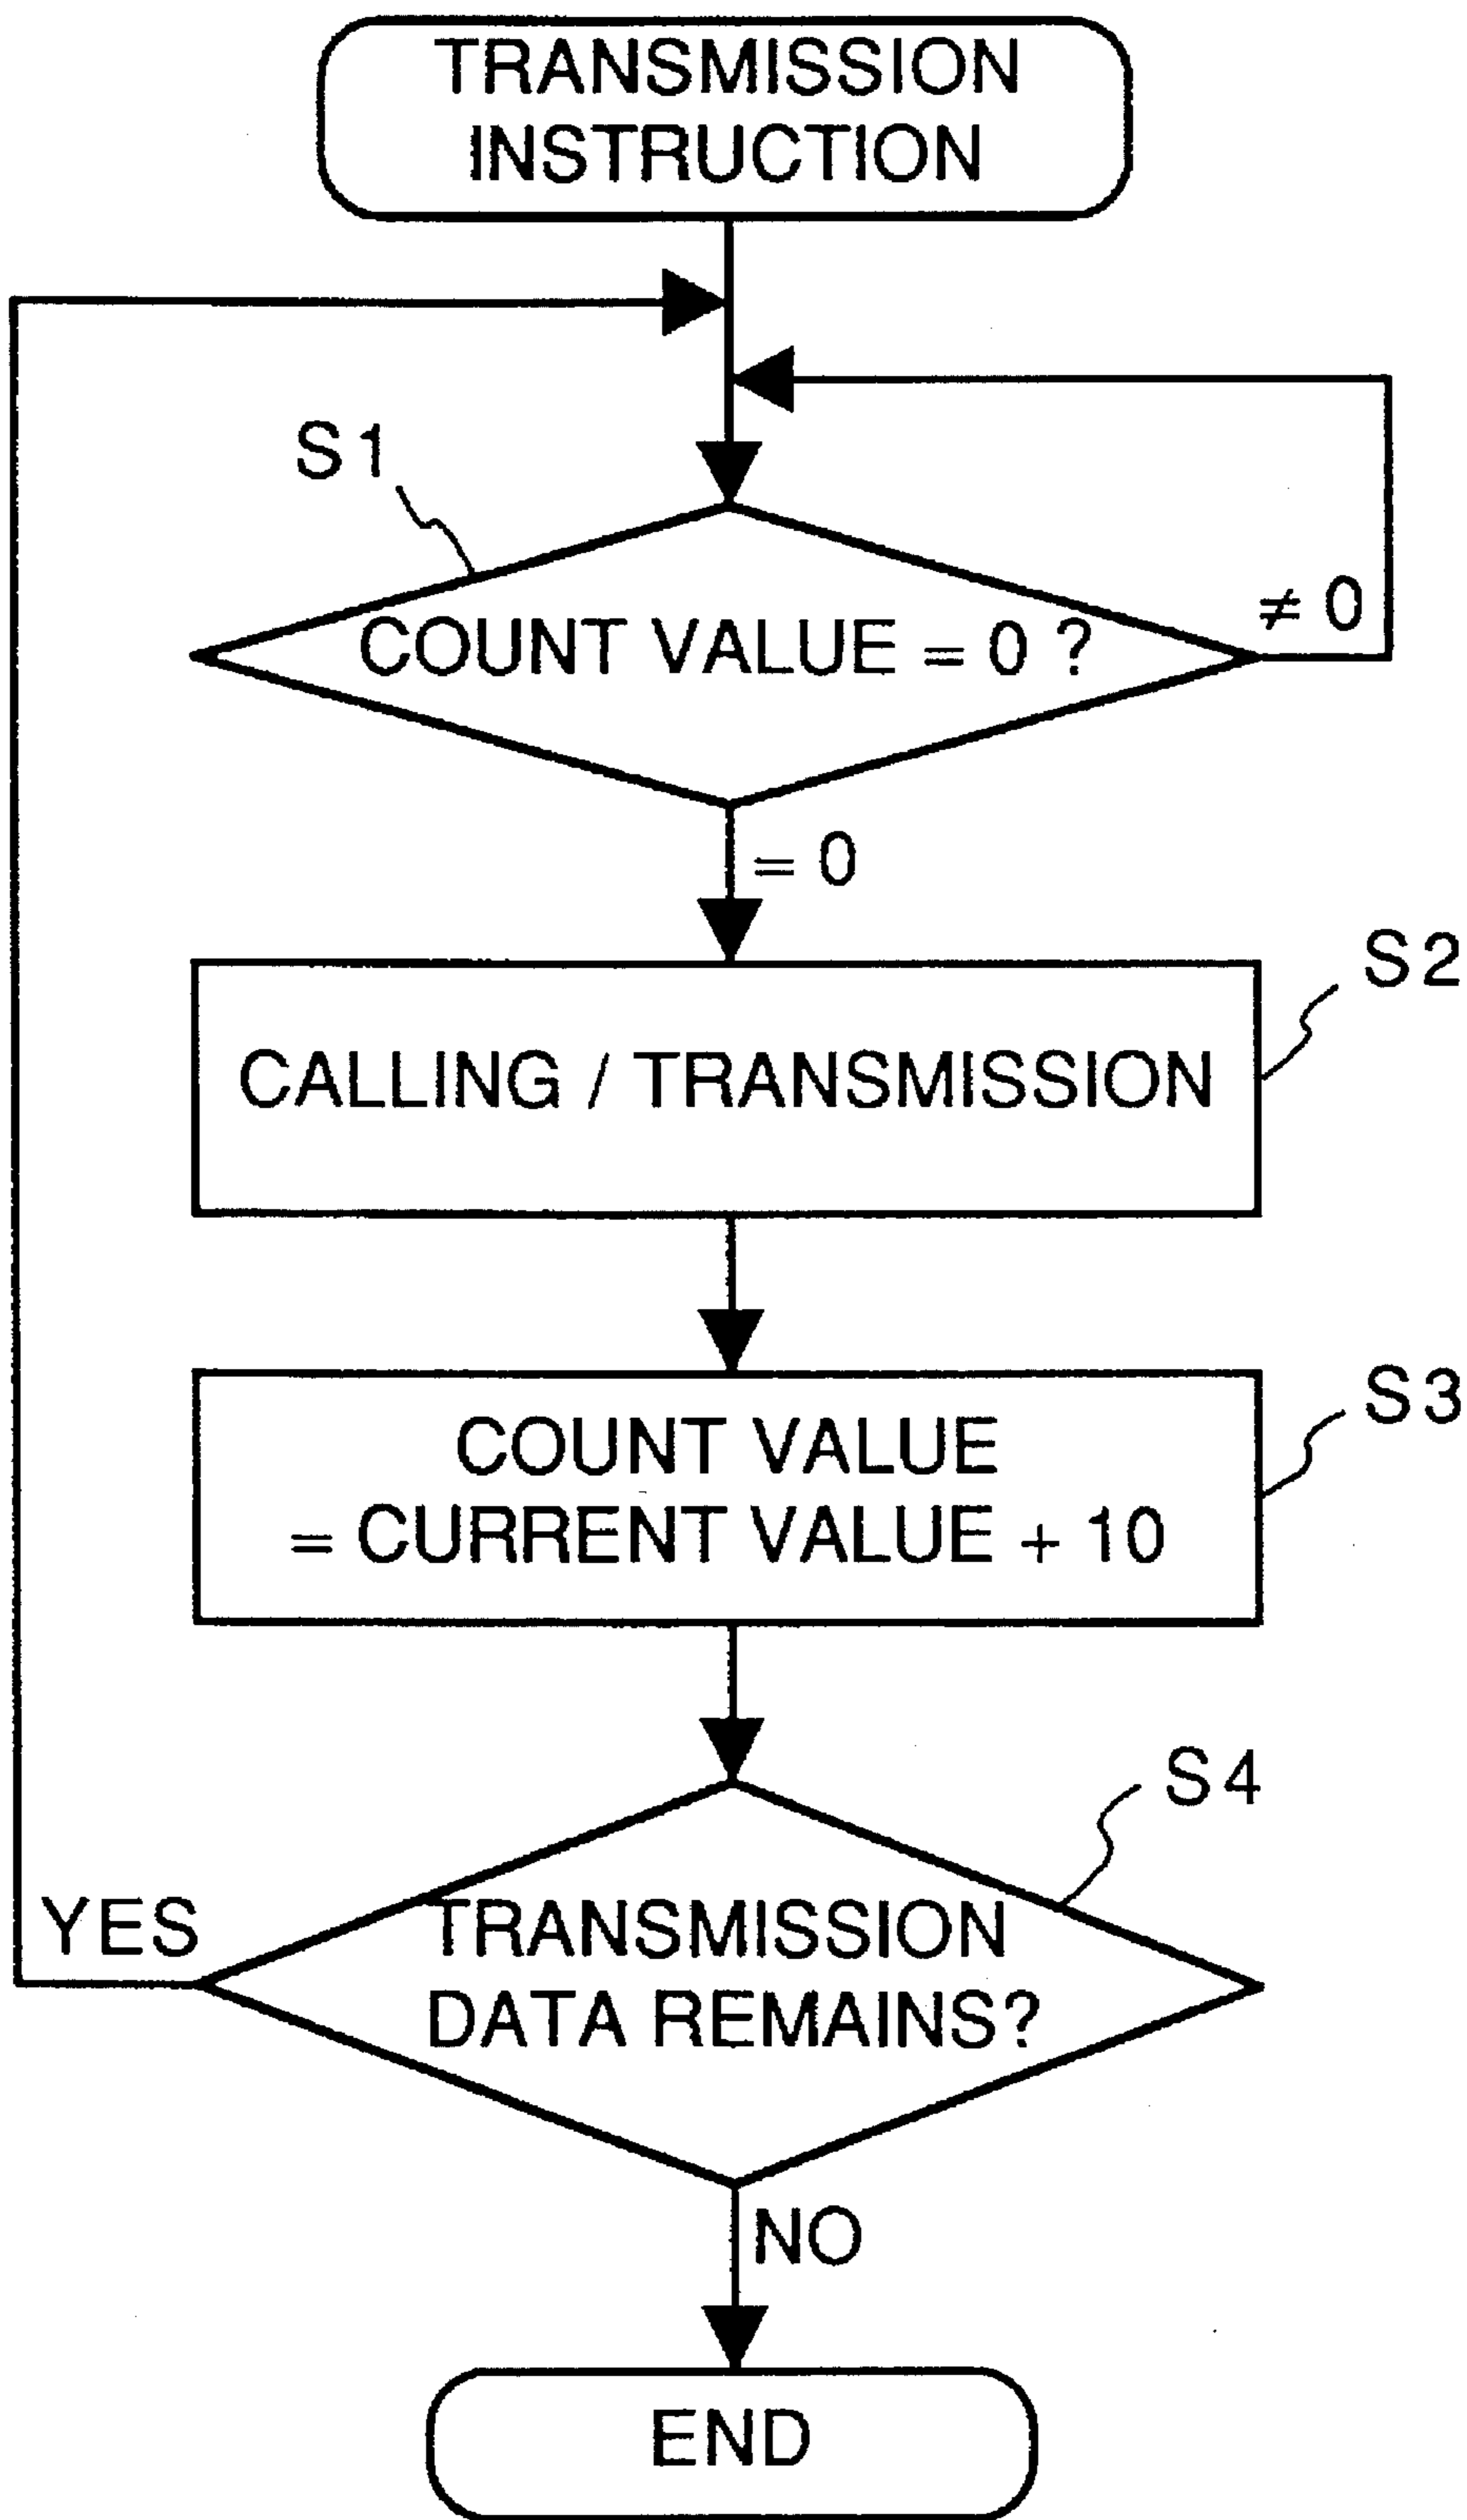 TRANSMISSION
INSTRUCTION
S1
COUNT VALUE = 0 ?
≠ 0
= 0
S2
CALLING / TRANSMISSION
S3
COUNT VALUE
= CURRENT VALUE + 10
S4
YES
TRANSMISSION
DATA REMAINS?
NO
END